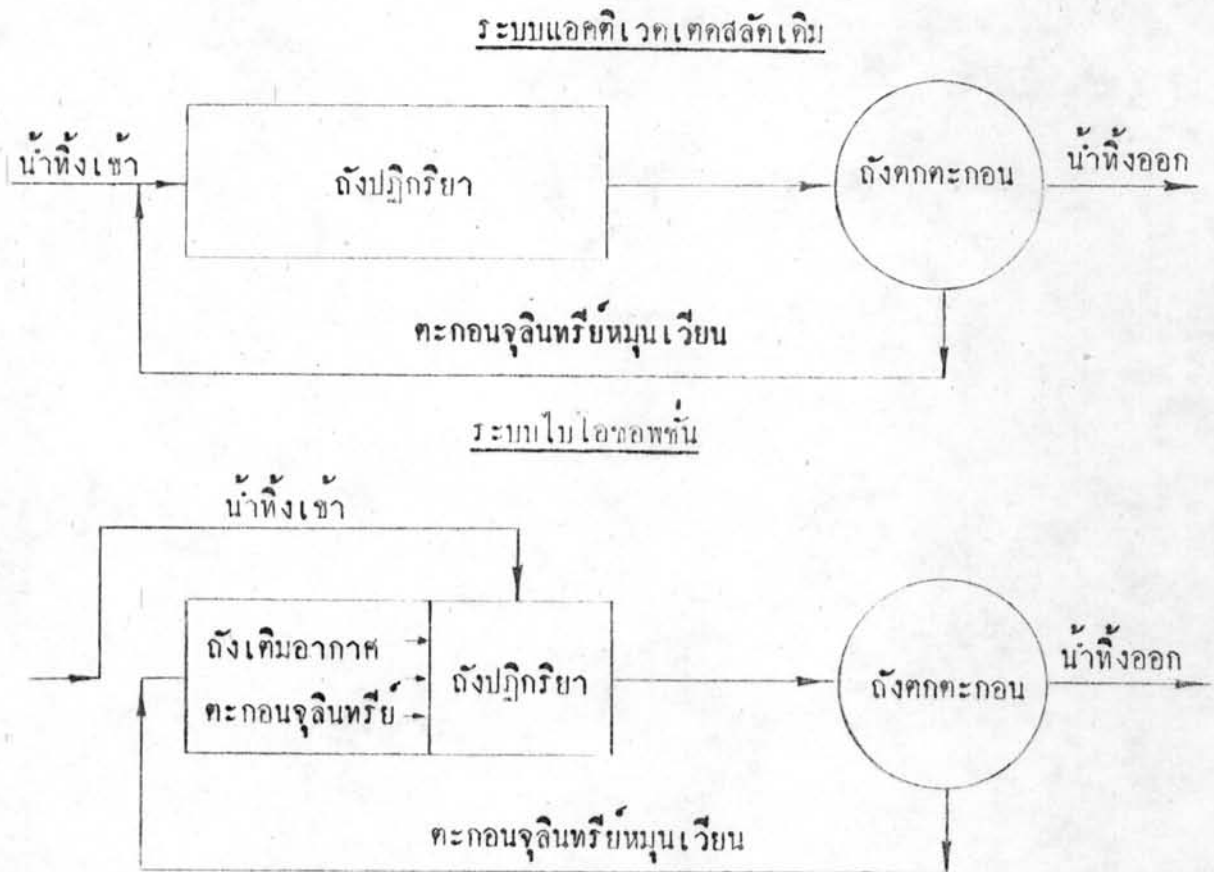 ระบบแอคติเวตเตดสลัดเดิม
น้ำทิ้งเข้า
ถังปฏิกริยา
ถังตกตะกอน
น้ำทิ้งออก
ตะกอนจุลินทรีย์หมุนเวียน
ระบบไบโอซอพชั่น
น้ำทิ้งเข้า
ถังเติมอากาศ
ตะกอนจุลินทรีย์
ถังปฏิกริยา
ถังตกตะกอน
น้ำทิ้งออก
ตะกอนจุลินทรีย์หมุนเวียน